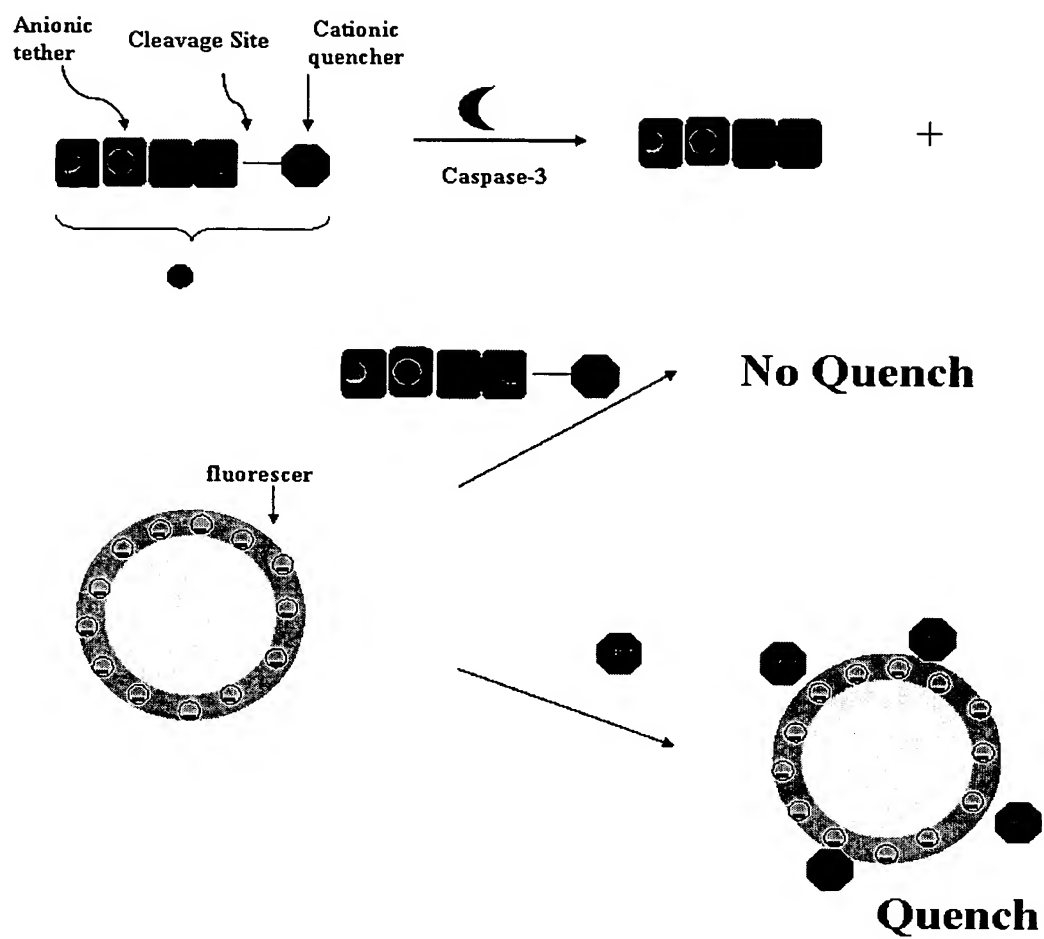 Anionic
tether
Cleavage Site
Cationic
quencher
Caspase-3
+
No Quench
fluorescer
Quench